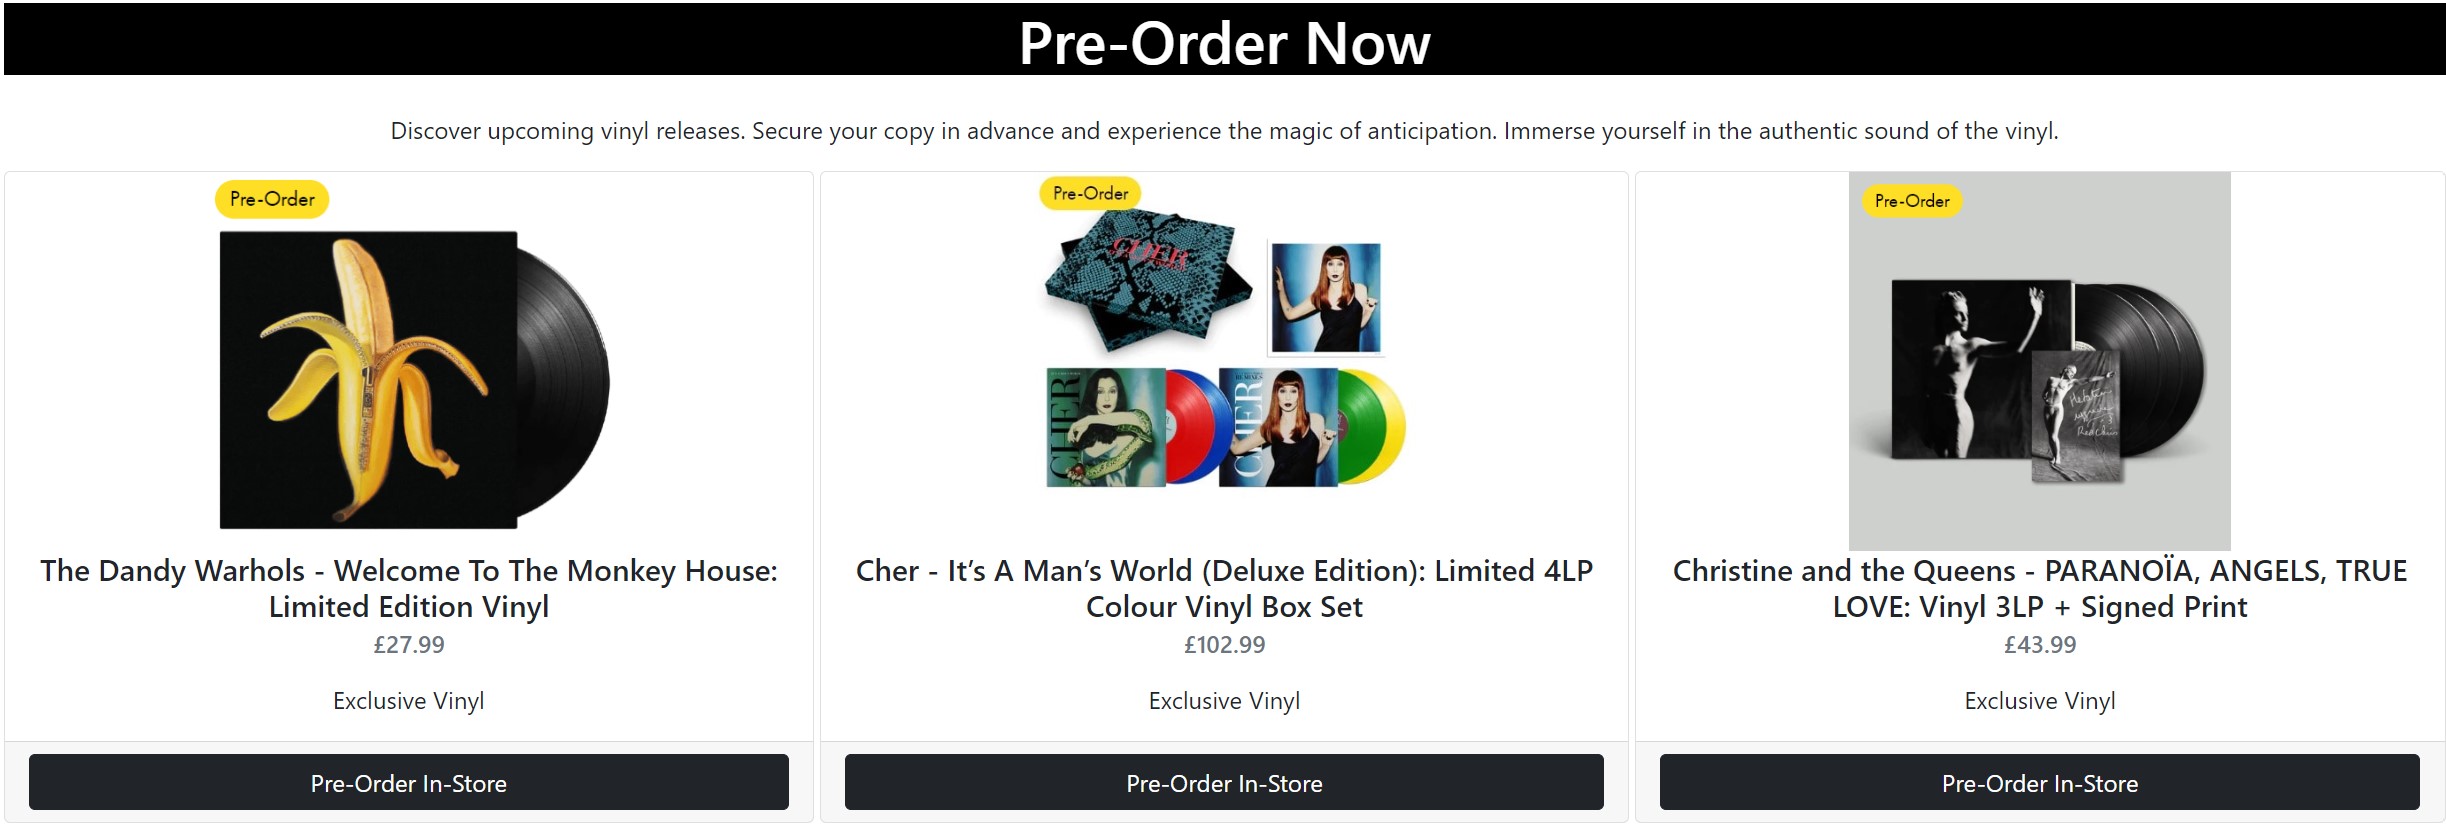 Pre-Order Now
Discover upcoming vinyl releases. Secure your copy in advance and experience the magic of anticipation. Immerse yourself in the authentic sound of the vinyl.
Pre-Order
The Dandy Warhols - Welcome To The Monkey House:
Limited Edition Vinyl
£27.99
Exclusive Vinyl
Pre-Order In-Store
Pre-Order
CHER
CHER
CHER
Cher - It’s A Man’s World (Deluxe Edition): Limited 4LP
Colour Vinyl Box Set
£102.99
Exclusive Vinyl
Pre-Order In-Store
Pre-Order
Christine and the Queens - PARANOÏA, ANGELS, TRUE
LOVE: Vinyl 3LP + Signed Print
£43.99
Exclusive Vinyl
Pre-Order In-Store